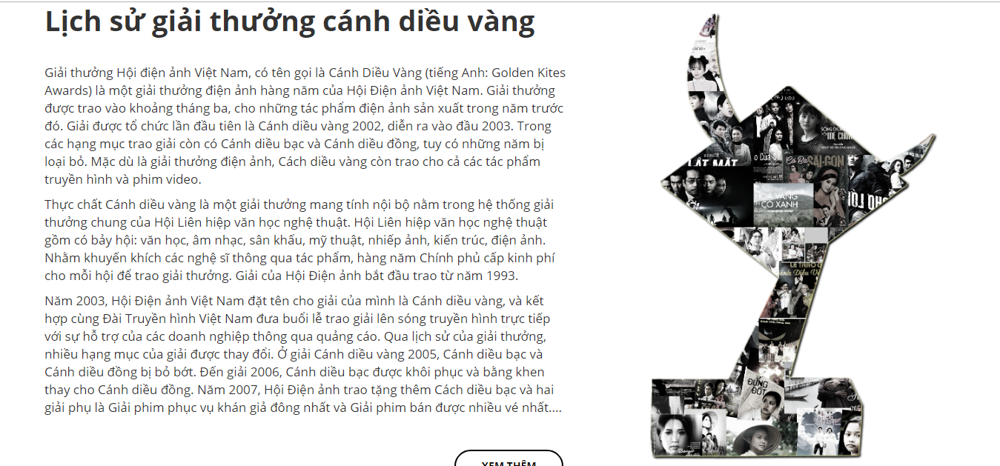 Lịch sử giải thưởng cánh diều vàng
Giải thưởng Hội điện ảnh Việt Nam, có tên gọi là Cánh Diều Vàng (tiếng Anh: Golden Kites
Awards) là một giải thưởng điện ảnh hàng năm của Hội Điện ảnh Việt Nam. Giải thưởng
được trao vào khoảng tháng ba, cho những tác phẩm điện ảnh sản xuất trong năm trước
đó. Giải được tổ chức lần đầu tiên là Cánh diều vàng 2002, diễn ra vào đầu 2003. Trong
các hạng mục trao giải còn có Cánh diều bạc và Cánh diều đồng, tuy có những năm bị
loại bỏ. Mặc dù là giải thưởng điện ảnh, Cách diều vàng còn trao cho cả các tác phẩm
truyền hình và phim video.
Thực chất Cánh diều vàng là một giải thưởng mang tính nội bộ nằm trong hệ thống giải
thưởng chung của Hội Liên hiệp văn học nghệ thuật. Hội Liên hiệp văn học nghệ thuật
gồm có bảy hội: văn học, âm nhạc, sân khấu, mỹ thuật, nhiếp ảnh, kiến trúc, điện ảnh.
Nhằm khuyến khích các nghệ sĩ thông qua tác phẩm, hàng năm Chính phủ cấp kinh phí
cho mỗi hội để trao giải thưởng. Giải của Hội Điện ảnh bắt đầu trao từ năm 1993.
Năm 2003, Hội Điện ảnh Việt Nam đặt tên cho giải của mình là Cánh diều vàng, và kết
hợp cùng Đài Truyền hình Việt Nam đưa buổi lễ trao giải lên sóng truyền hình trực tiếp
với sự hỗ trợ của các doanh nghiệp thông qua quảng cáo. Qua lịch sử của giải thưởng,
nhiều hạng mục của giải được thay đổi. Ở giải Cánh diều vàng 2005, Cánh diều bạc và
Cánh diều đồng bị bỏ bớt. Đến giải 2006, Cánh diều bạc được khôi phục và bằng khen
thay cho Cánh diều đồng. Năm 2007, Hội Điện ảnh trao tặng thêm Cách diều bạc và hai
giải phụ là Giải phim phục vụ khán giả đông nhất và Giải phim bán được nhiều vé nhất....
XEM THÊM
LẬT MẶT
Cô Ba SÀI GÒN
HOA VÀNG
CỎ XANH
ĐỪNG
ĐỐT